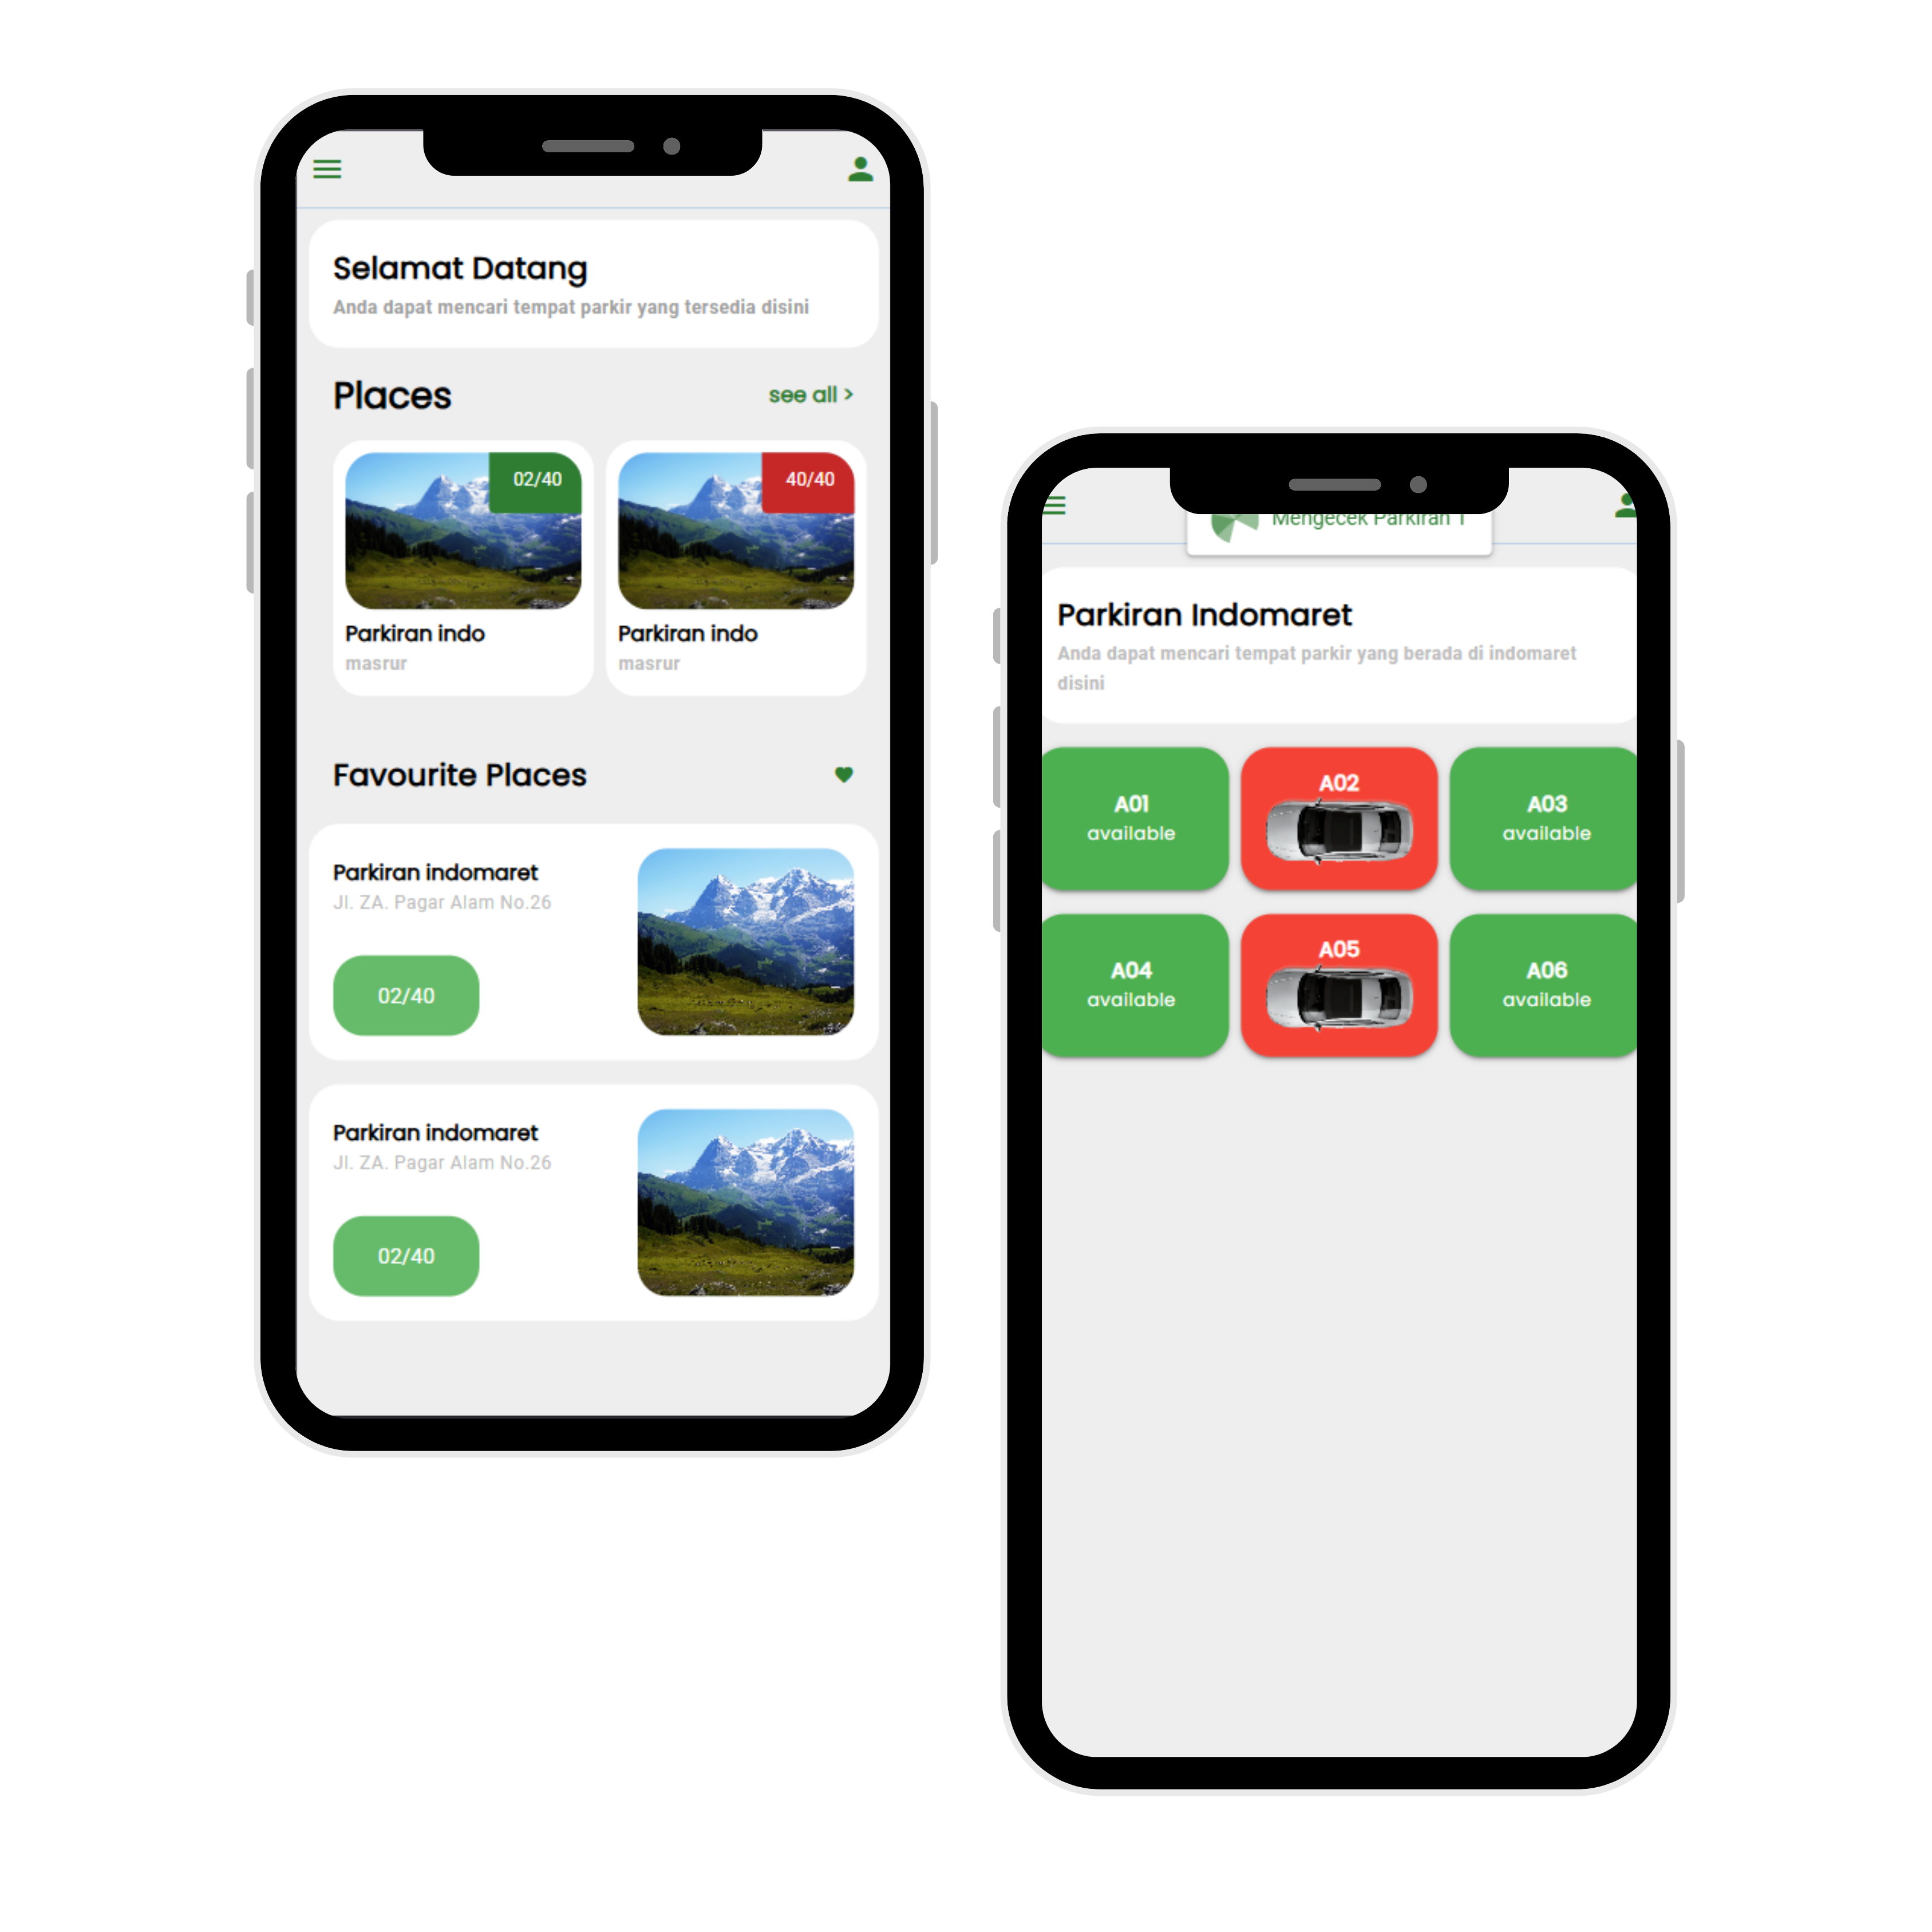 Selamat Datang
Anda dapat mencari tempat parkir yang tersedia disini
Places
see all >
02/40
40/40
Parkiran indo
masrur
Parkiran indo
masrur
Favourite Places
Parkiran indomaret
Jl. ZA. Pagar Alam No.26
02/40
Parkiran indomaret
Jl. ZA. Pagar Alam No.26
02/40
Mengecek Parkiran 1
Parkiran Indomaret
Anda dapat mencari tempat parkir yang berada di indomaret
disini
A01
available
A02
A03
available
A04
available
A05
A06
available